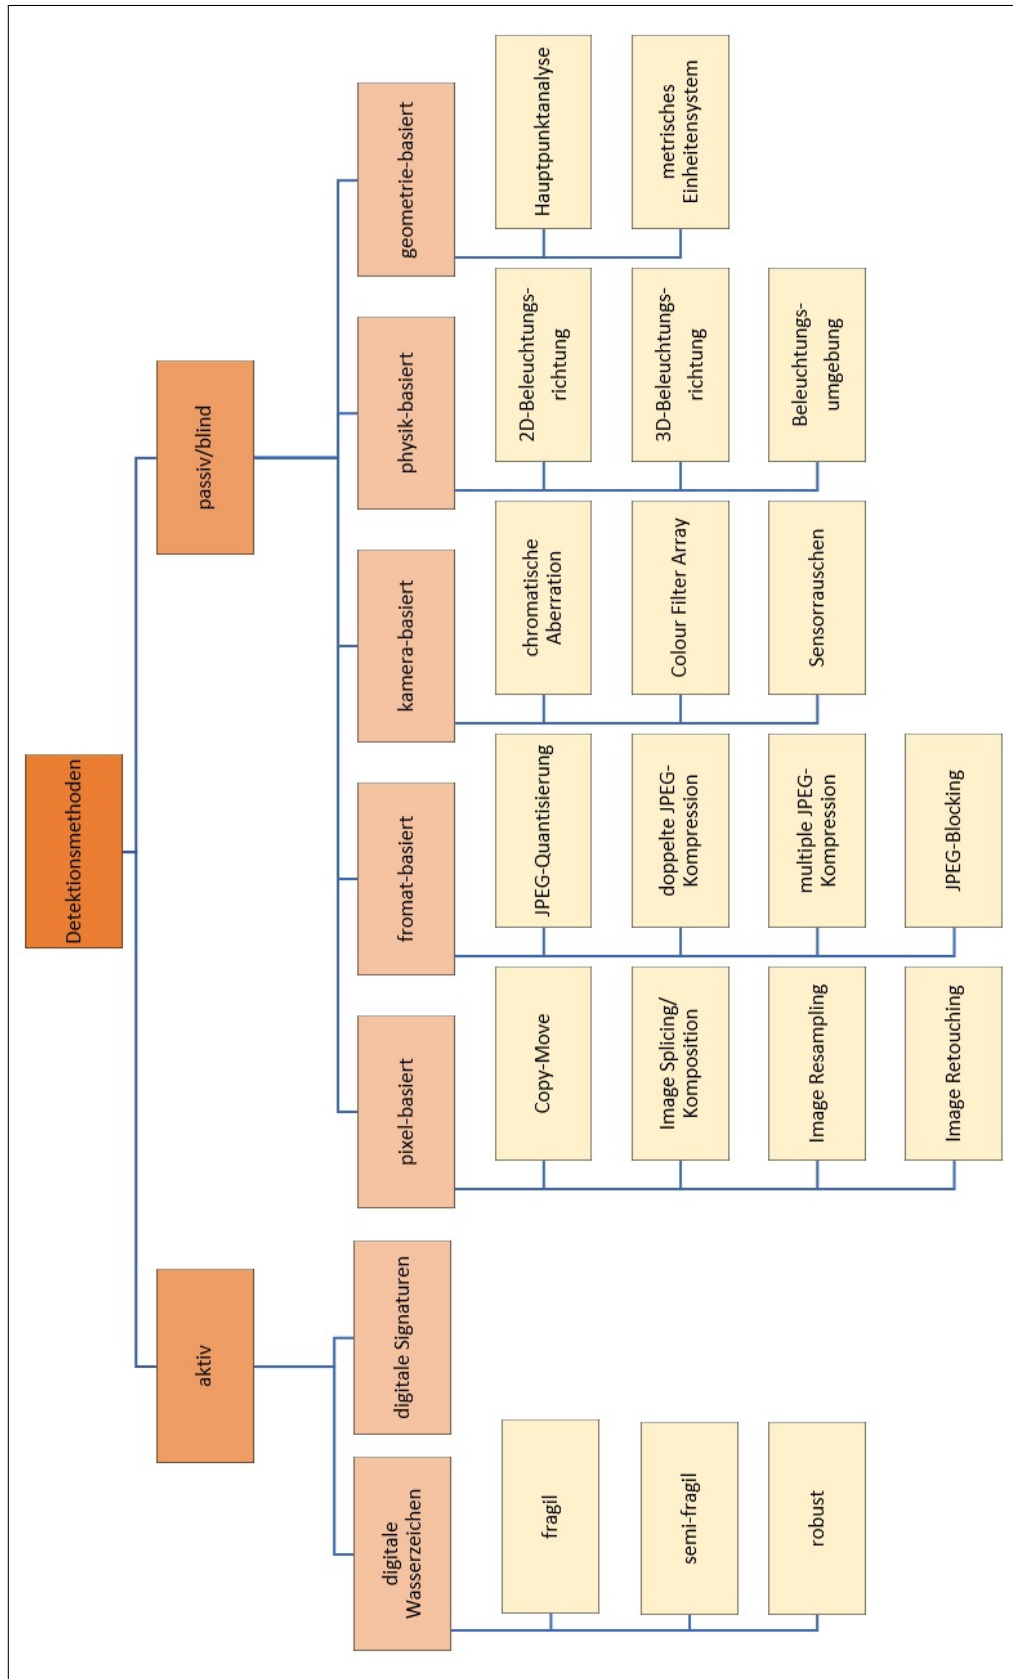 Detektionsmethoden
aktiv
passiv/blind
digitale
Wasserzeichen
digitale Signaturen
pixel-basiert
fromat-basiert
kamera-basiert
physik-basiert
geometrie-basiert
fragil
semi-fragil
robust
Copy-Move
Image Splicing/
Komposition
Image Resampling
Image Retouching
JPEG-Quantisierung
doppelte JPEG-
Kompression
multiple JPEG-
Kompression
JPEG-Blocking
chromatische
Aberration
Colour Filter Array
Sensorrauschen
2D-Beleuchtungs-
richtung
3D-Beleuchtungs-
richtung
Beleuchtungs-
umgebung
Hauptpunktanalyse
metrisches
Einheitensystem